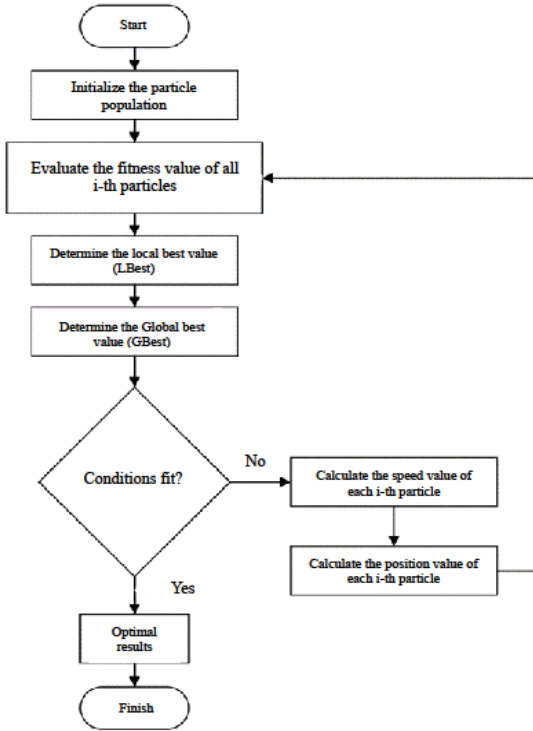 Start
Initialize the particle
population
Evaluate the fitness value of all
i-th particles
Determine the local best value
(LBest)
Determine the Global best
value (GBest)
Conditions fit?
No
Calculate the speed value of
each i-th particle
Calculate the position value of
each i-th particle
Yes
Optimal
results
Finish